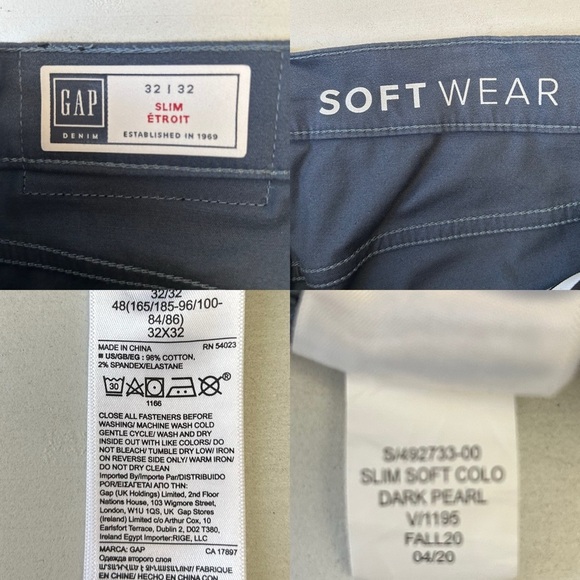 GAP
DENIM
32 | 32
SLIM
ÉTROIT
ESTABLISHED IN 1969
SOFT WEAR
32/32
48(165/185-96/100-
84/86)
32X32
MADE IN CHINA RN 54023
■ US/GB/EG : 98% COTTON,
2% SPANDEX/ELASTANE
30
1166
CLOSE ALL FASTENERS BEFORE
WASHING/ MACHINE WASH COLD
GENTLE CYCLE/ WASH AND DRY
INSIDE OUT WITH LIKE COLORS/ DO
NOT BLEACH/ TUMBLE DRY LOW/ IRON
ON REVERSE SIDE ONLY/ WARM IRON/
DO NOT DRY CLEAN
Imported By/Importe Par/DISTRIBUIDO
POR/ΕΙΣΑΓΕΤΑΙ ΑΠΟ ΤΗΝ:
Gap (UK Holdings) Limited, 2nd Floor
Nations House, 103 Wigmore Street,
London, W1U 1QS, UK Gap Stores
(Ireland) Limited c/o Arthur Cox, 10
Earlsfort Terrace, Dublin 2, D02 T380,
Ireland Egypt Importer:RIGE, LLC
MARCA: GAP CA 17897
Одежда второго слоя
FABRIQUÉ
EN CHINE/ HECHO EN CHINA
S/492733-00
SLIM SOFT COLO
DARK PEARL
V/1195
FALL20
04/20